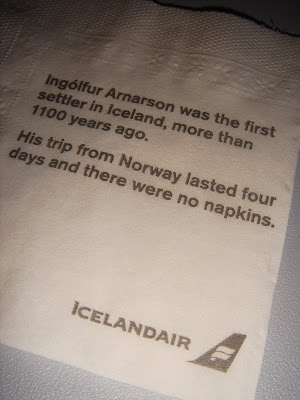 Ingólfur Arnarson was the first
settler in Iceland, more than
1100 years ago.
His trip from Norway lasted four
days and there were no napkins.
ICELANDAIR